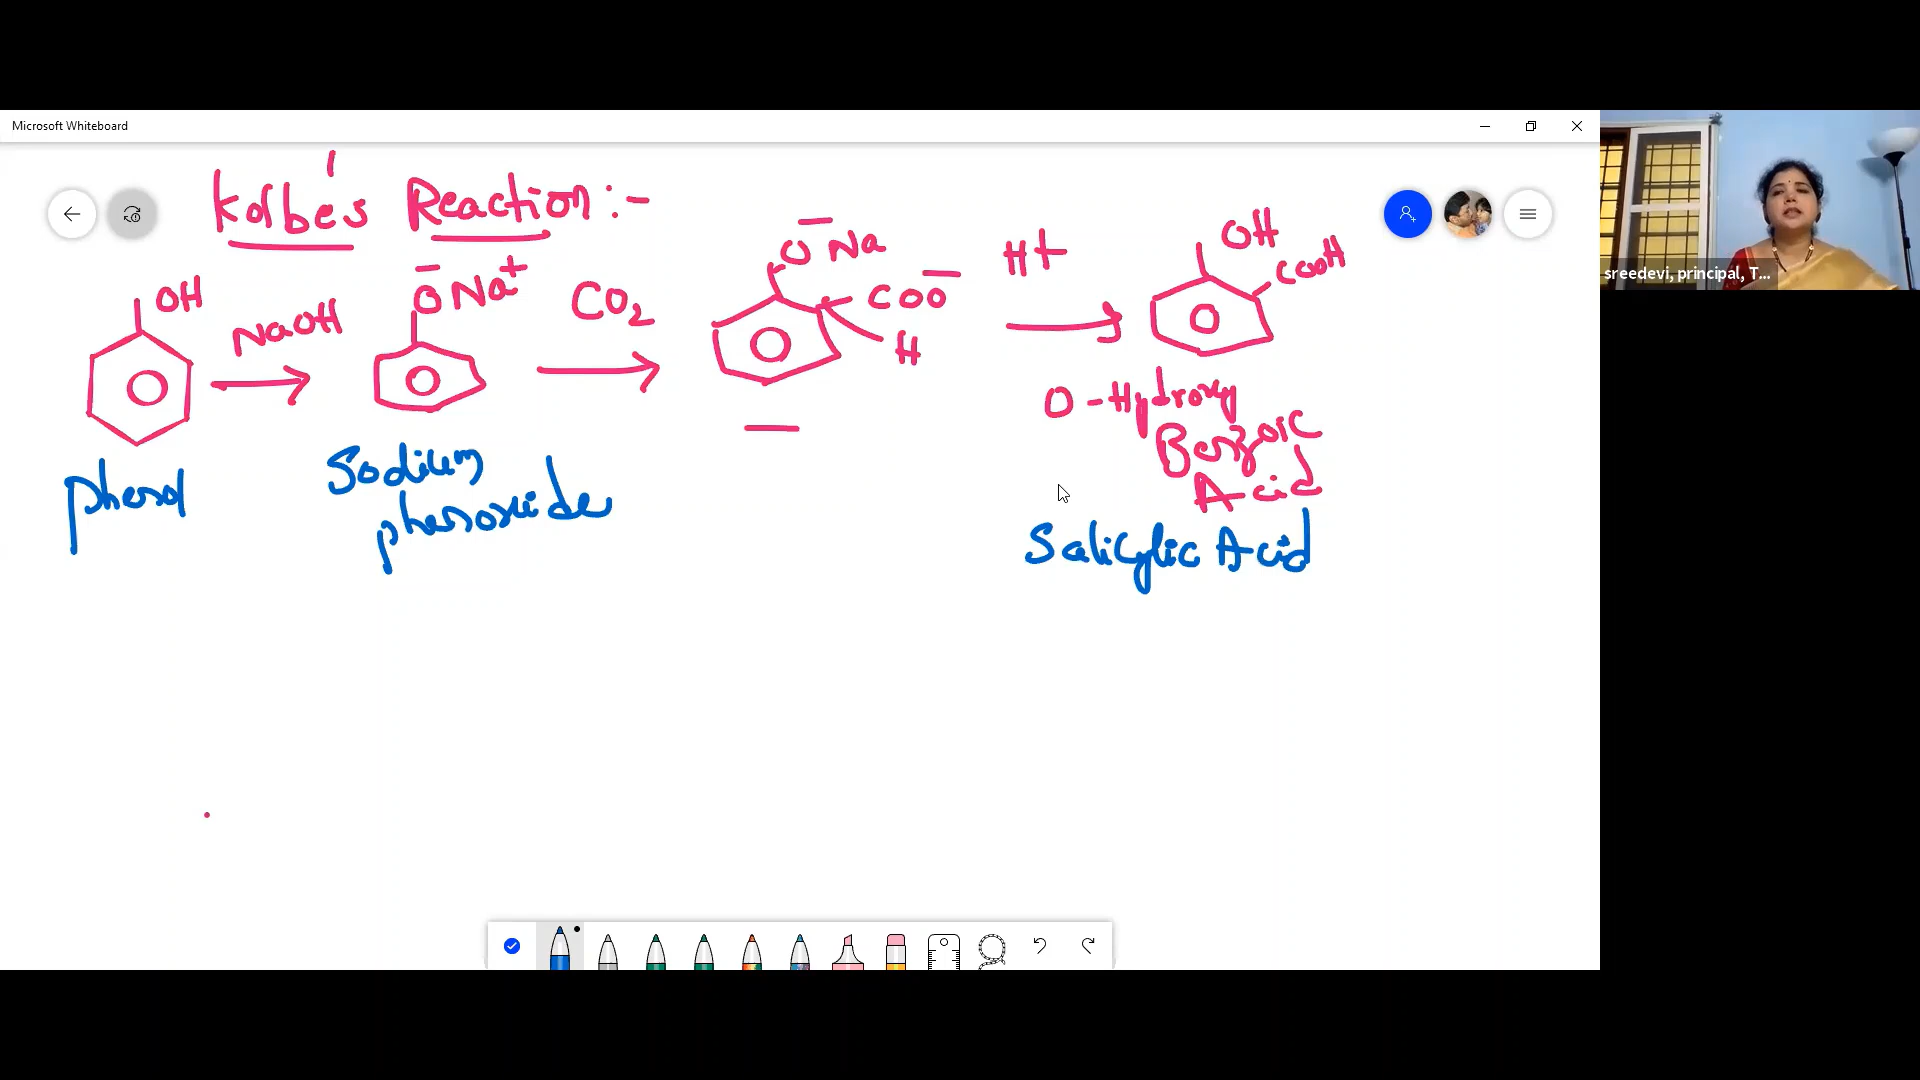 Microsoft Whiteboard
Kolbe's Reaction :-
OH
NaOH
O⁻ Na⁺
CO₂
O⁻ Na
COO⁻
H
H+
OH
COOH
phenol
Sodium
phenoxide
O-Hydroxy
Benzoic
Acid
Salicylic Acid
sreedevi, principal, T...